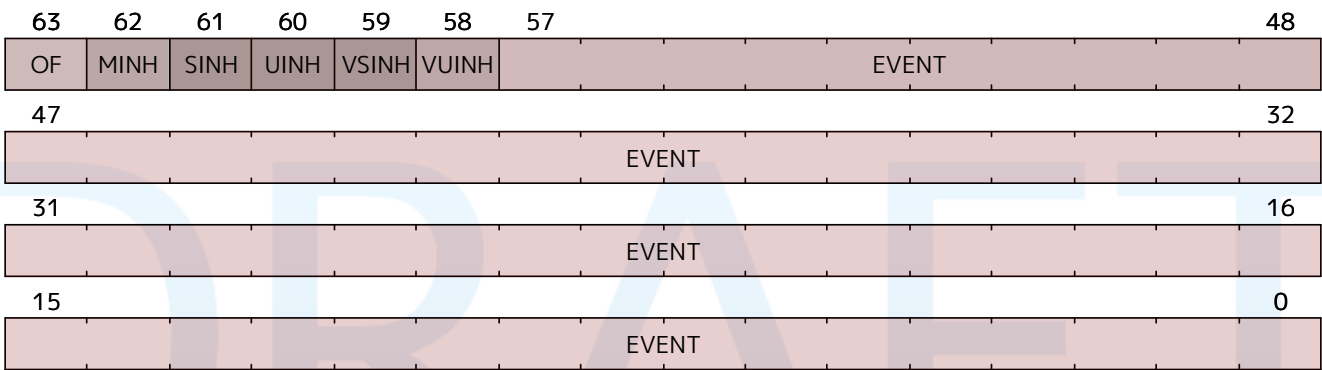 63 62 61 60 59 58 57 48
OF MINH SINH UINH VSINH VUINH EVENT
47 32
EVENT
31 16
EVENT
15 0
EVENT
DRAFT